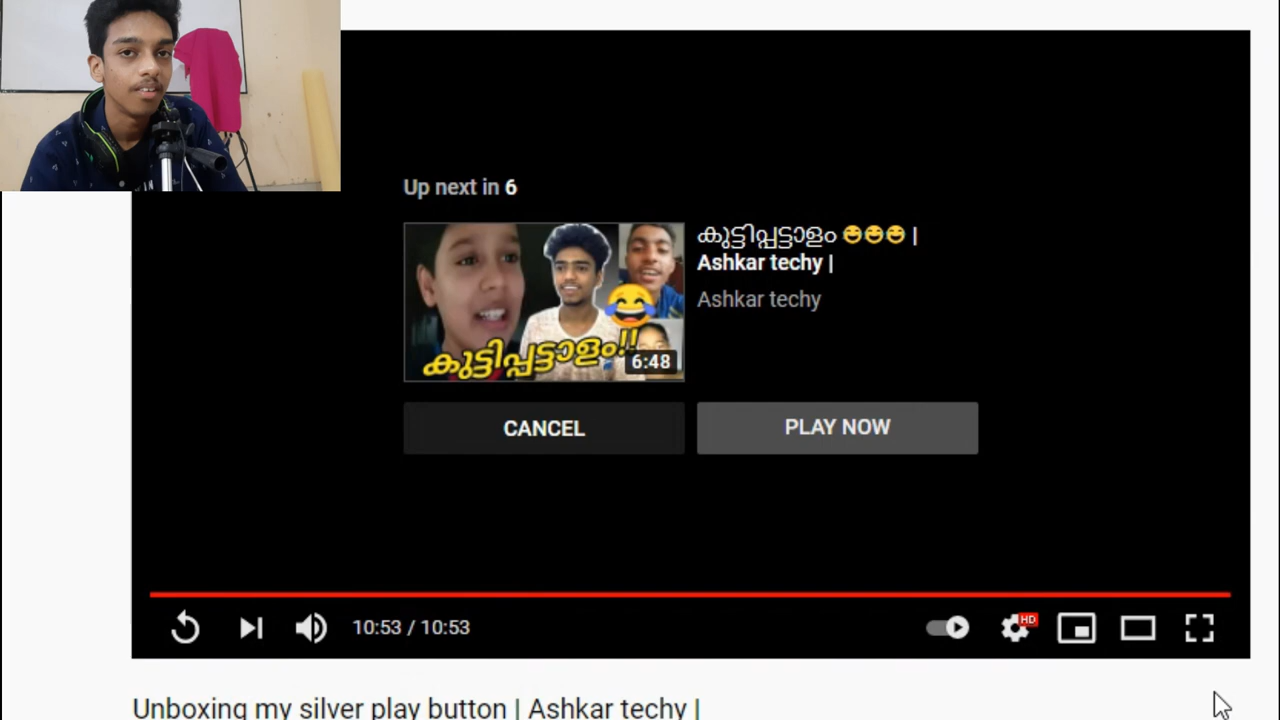 Up next in 6
കുട്ടിപ്പട്ടാളം 😂😂😂 |
Ashkar techy |
Ashkar techy
കുട്ടിപ്പട്ടാളം!!
6:48
CANCEL
PLAY NOW
10:53 / 10:53
HD
Unboxing my silver play button | Ashkar techy |